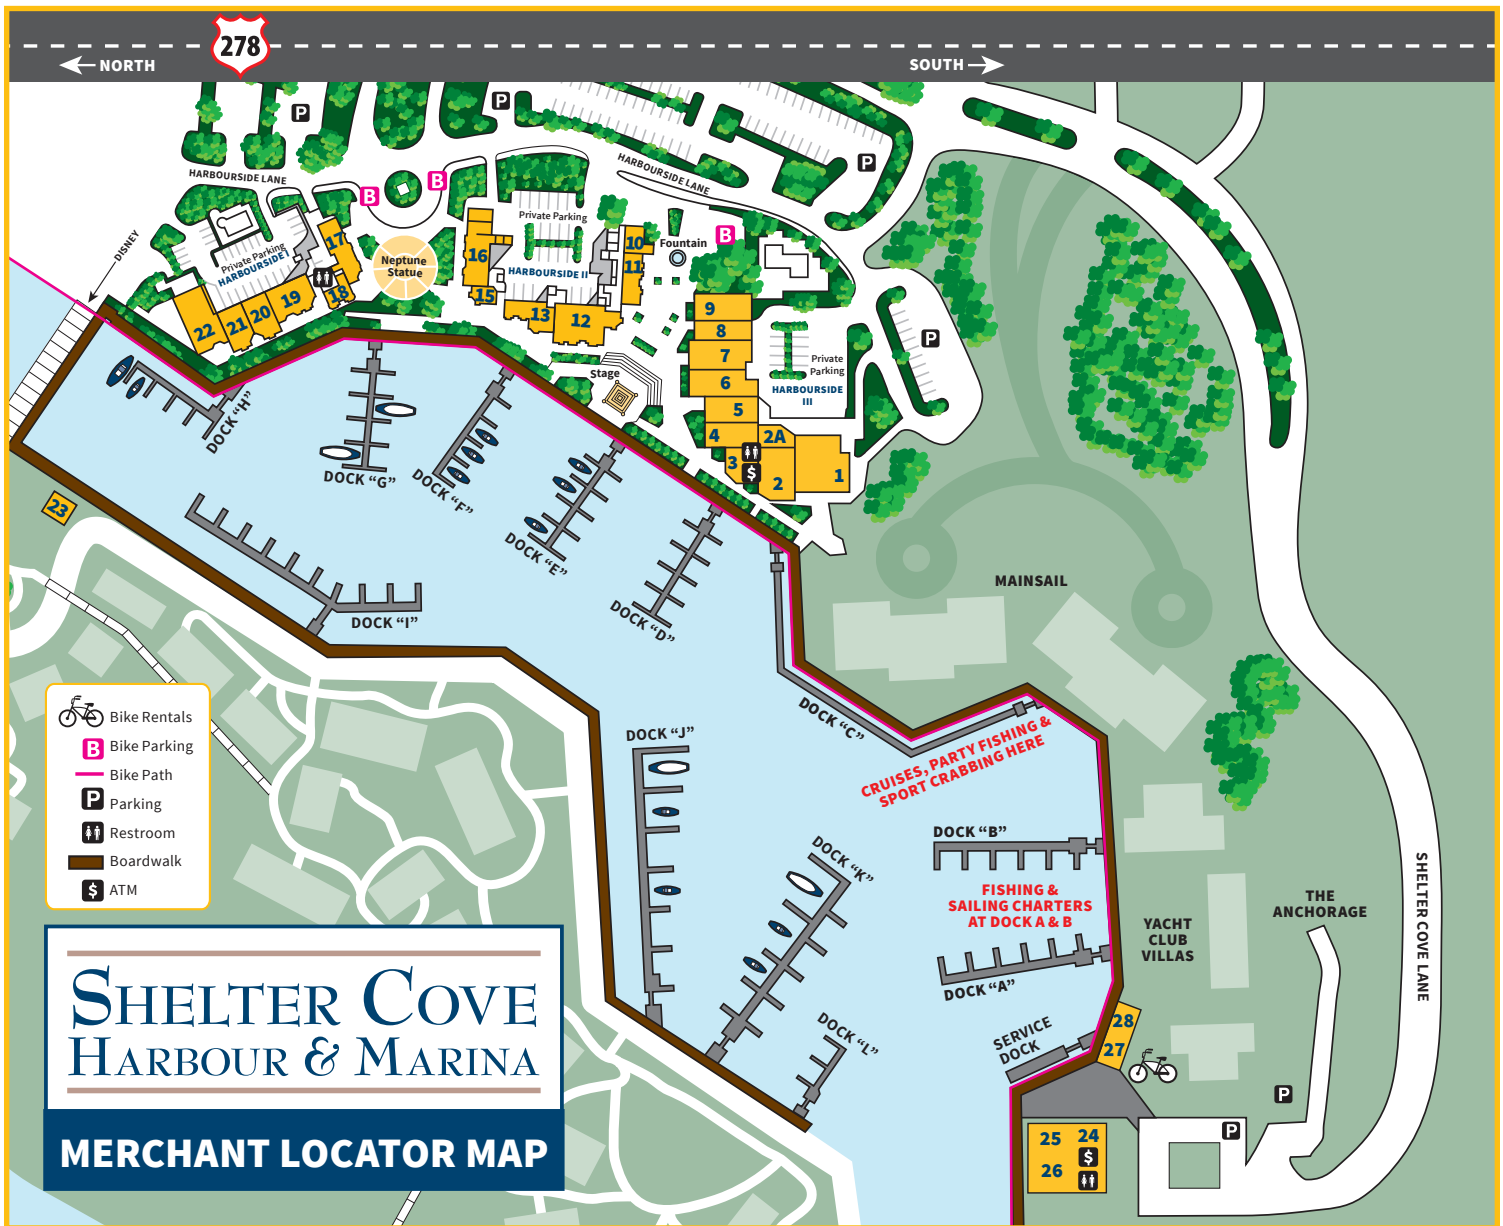 278
NORTH
SOUTH
P
P
P
HARBOURSIDE LANE
HARBOURSIDE LANE
B
B
B
DISNEY
Private Parking
HARBOURSIDE I
17
18
19
20
21
22
Neptune
Statue
Private Parking
HARBOURSIDE II
16
15
13
12
10
11
Fountain
Stage
9
8
7
6
5
4
3
2A
2
1
$
Private
Parking
HARBOURSIDE
III
P
23
DOCK “H”
DOCK “G”
DOCK “F”
DOCK “E”
DOCK “D”
DOCK “I”
DOCK “C”
MAINSAIL
CRUISES, PARTY FISHING &
SPORT CRABBING HERE
DOCK “J”
DOCK “K”
DOCK “B”
FISHING &
SAILING CHARTERS
AT DOCK A & B
DOCK “A”
DOCK “L”
SERVICE
DOCK
YACHT
CLUB
VILLAS
THE
ANCHORAGE
SHELTER COVE LANE
28
27
P
P
25
24
26
$
Bike Rentals
B Bike Parking
Bike Path
P Parking
Restroom
Boardwalk
$ ATM
SHELTER COVE
HARBOUR & MARINA
MERCHANT LOCATOR MAP